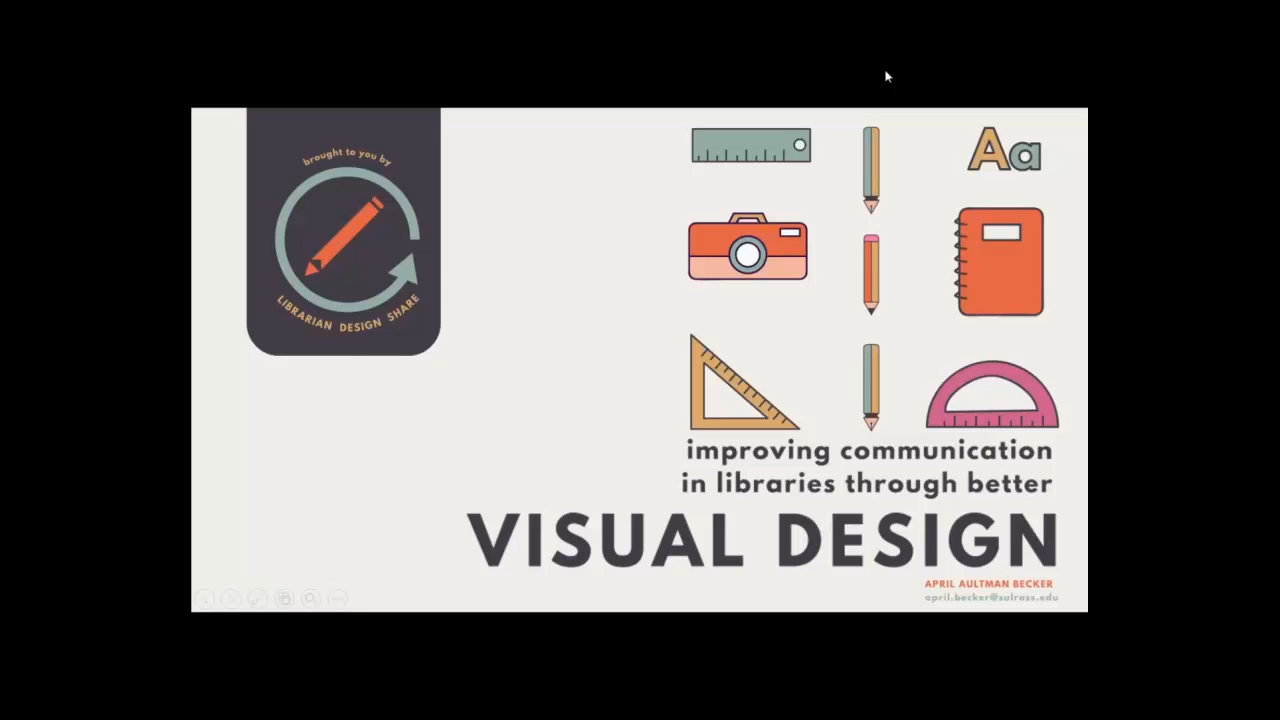 brought to you by
LIBRARIAN DESIGN SHARE
Aa
improving communication
in libraries through better
VISUAL DESIGN
APRIL AULTMAN BECKER
april.becker@sulross.edu